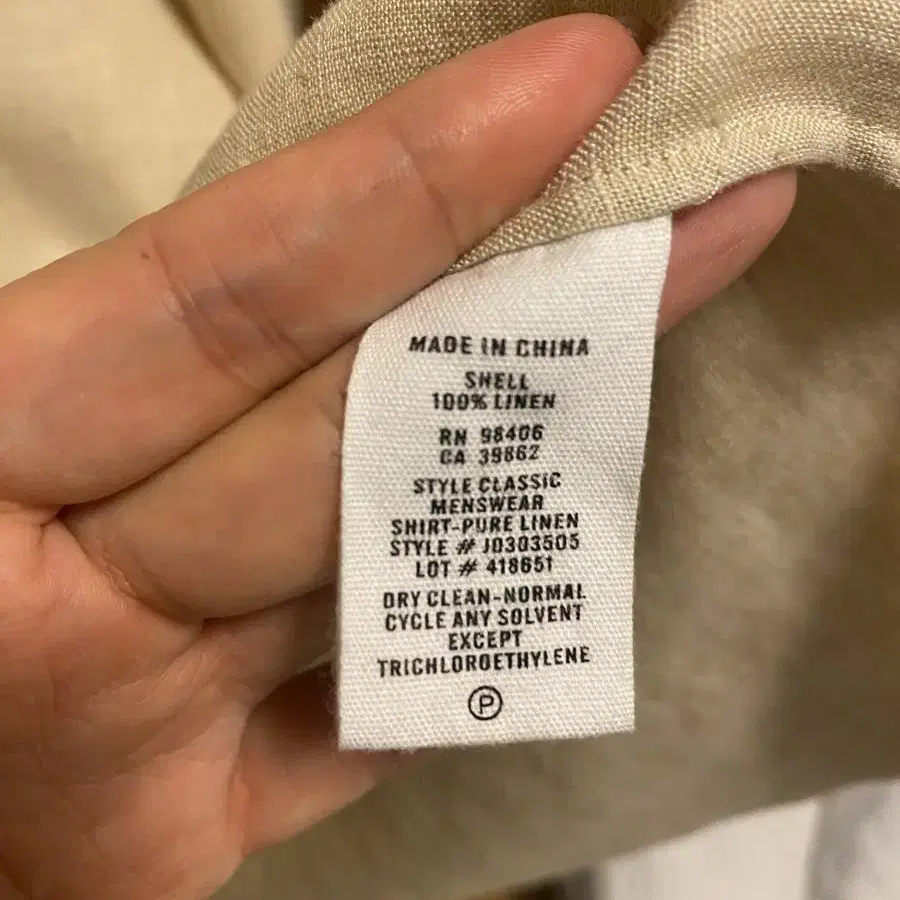 MADE IN CHINA
SHELL
100% LINEN
RN 98406
CA 39862
STYLE CLASSIC
MENSWEAR
SHIRT-PURE LINEN
STYLE # J0303505
LOT # 418651
DRY CLEAN-NORMAL
CYCLE ANY SOLVENT
EXCEPT
TRICHLOROETHYLENE
P